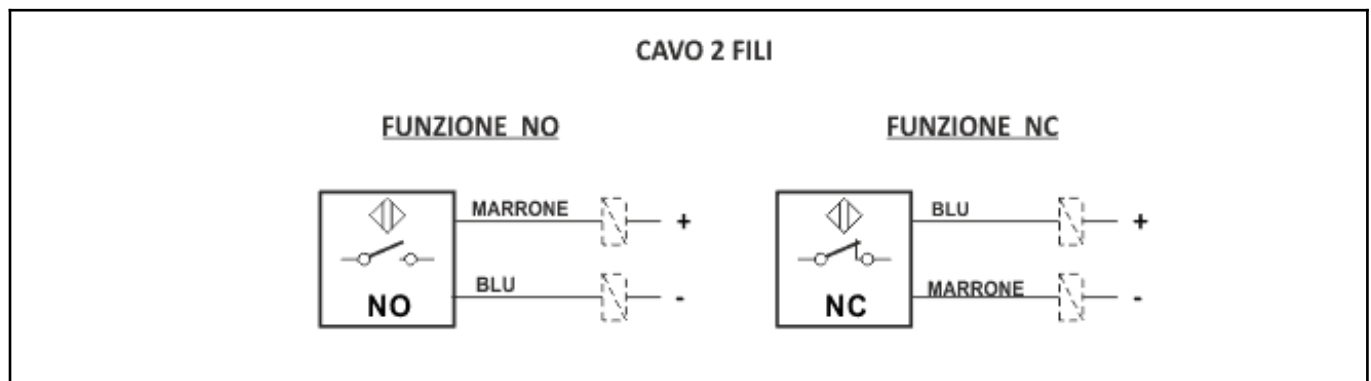 CAVO 2 FILI
FUNZIONE NO
FUNZIONE NC
MARRONE
+
BLU
-
NO
BLU
+
MARRONE
-
NC